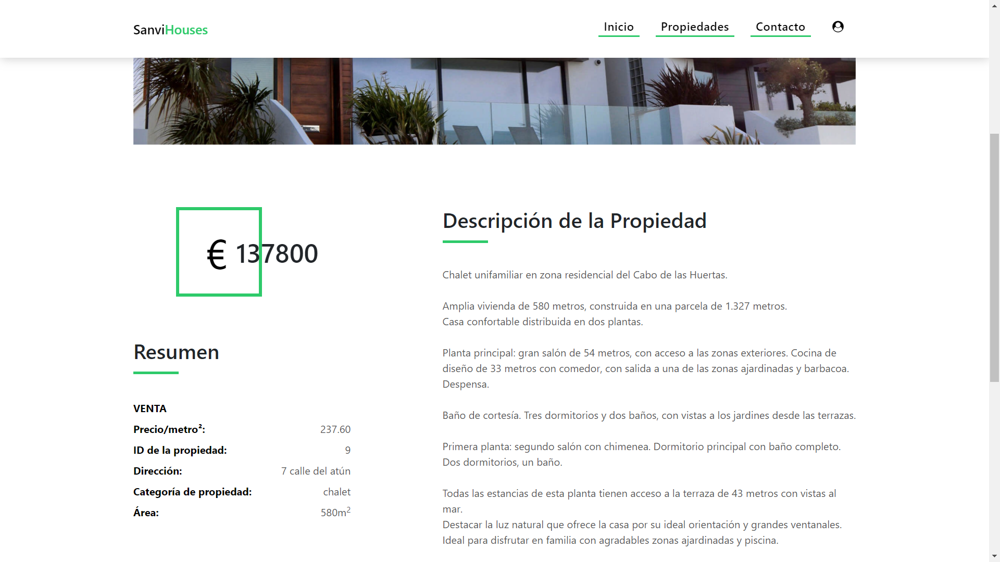 SanviHouses
Inicio
Propiedades
Contacto
€ 137800
Resumen
VENTA
Precio/metro²: 237.60
ID de la propiedad: 9
Dirección: 7 calle del atún
Categoría de propiedad: chalet
Área: 580m²
Descripción de la Propiedad
Chalet unifamiliar en zona residencial del Cabo de las Huertas.
Amplia vivienda de 580 metros, construida en una parcela de 1.327 metros.
Casa confortable distribuida en dos plantas.
Planta principal: gran salón de 54 metros, con acceso a las zonas exteriores. Cocina de
diseño de 33 metros con comedor, con salida a una de las zonas ajardinadas y barbacoa.
Despensa.
Baño de cortesía. Tres dormitorios y dos baños, con vistas a los jardines desde las terrazas.
Primera planta: segundo salón con chimenea. Dormitorio principal con baño completo.
Dos dormitorios, un baño.
Todas las estancias de esta planta tienen acceso a la terraza de 43 metros con vistas al
mar.
Destacar la luz natural que ofrece la casa por su ideal orientación y grandes ventanales.
Ideal para disfrutar en familia con agradables zonas ajardinadas y piscina.